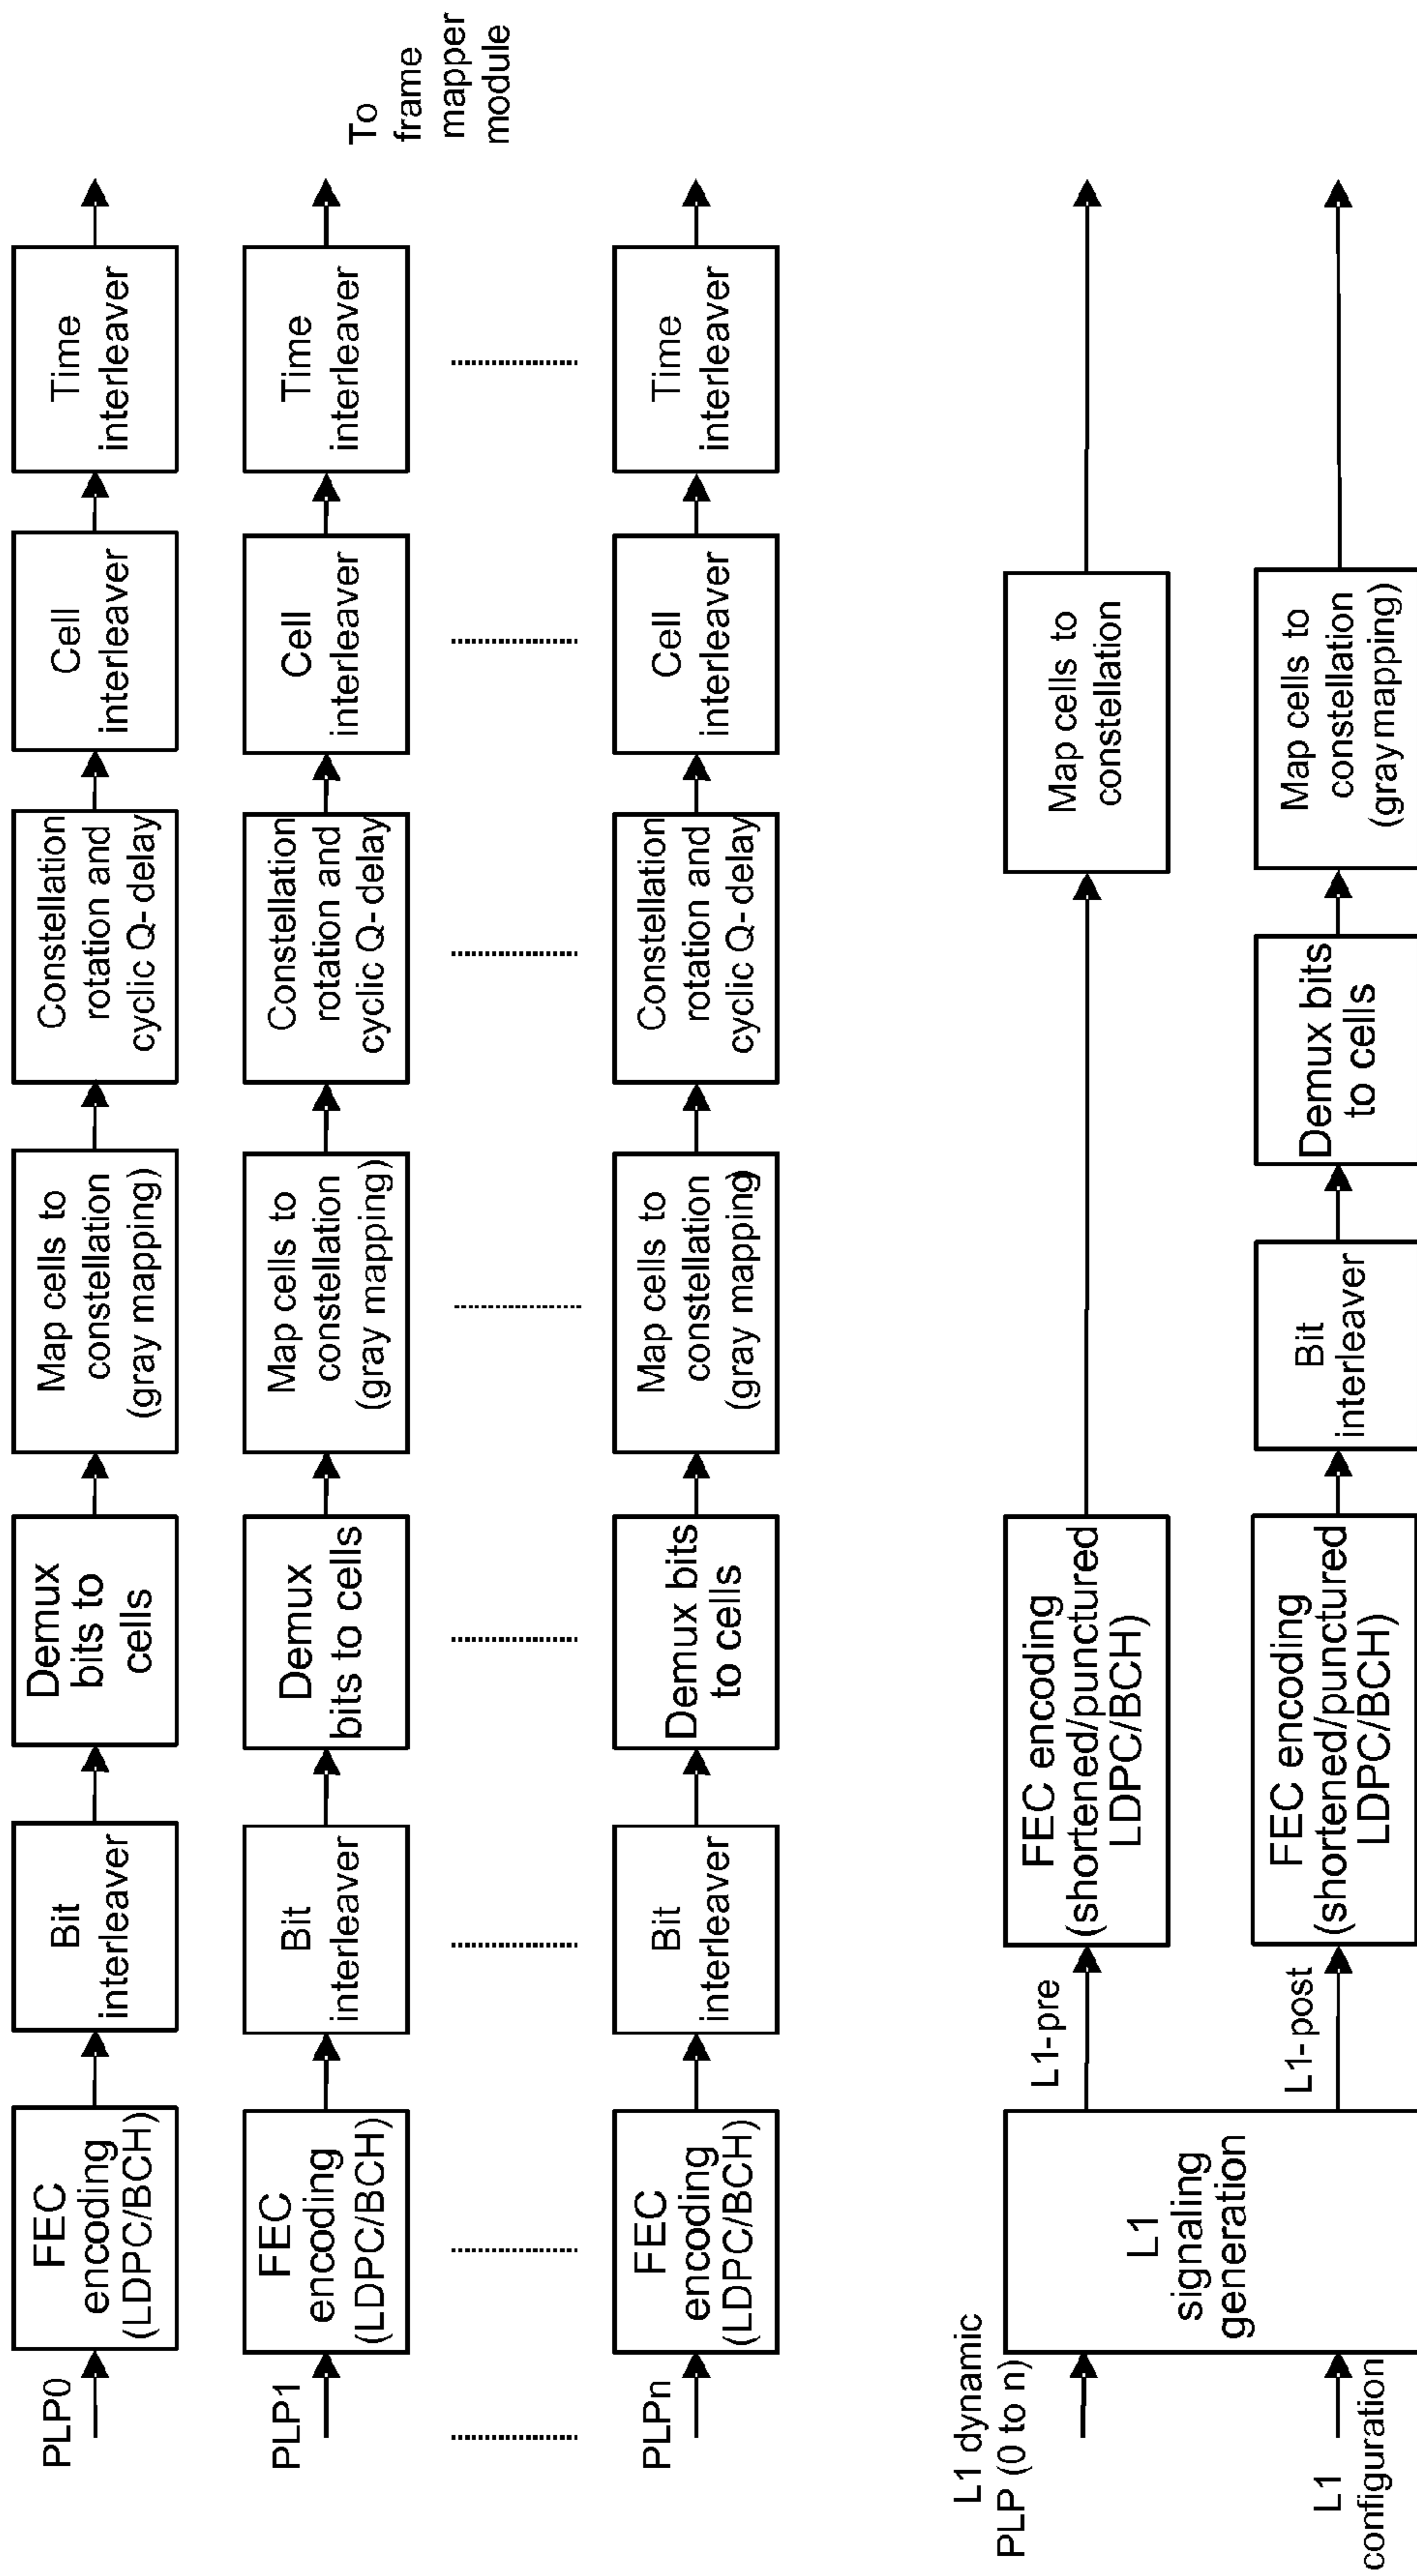 PLP0
FEC
encoding
(LDPC/BCH)
Bit
interleaver
Demux
bits to
cells
Map cells to
constellation
(gray mapping)
Constellation
rotation and
cyclic Q-delay
Cell
interleaver
Time
interleaver
PLP1
FEC
encoding
(LDPC/BCH)
Bit
interleaver
Demux
bits to cells
Map cells to
constellation
(gray mapping)
Constellation
rotation and
cyclic Q-delay
Cell
interleaver
Time
interleaver
To
frame
mapper
module
PLPn
FEC
encoding
(LDPC/BCH)
Bit
interleaver
Demux bits
to cells
Map cells to
constellation
(gray mapping)
Constellation
rotation and
cyclic Q-delay
Cell
interleaver
Time
interleaver
L1 dynamic
PLP (0 to n)
L1
configuration
L1
signaling
generation
L1-pre
FEC encoding
(shortened/punctured
LDPC/BCH)
Map cells to
constellation
L1-post
FEC encoding
(shortened/punctured
LDPC/BCH)
Bit
interleaver
Demux bits
to cells
Map cells to
constellation
(gray mapping)